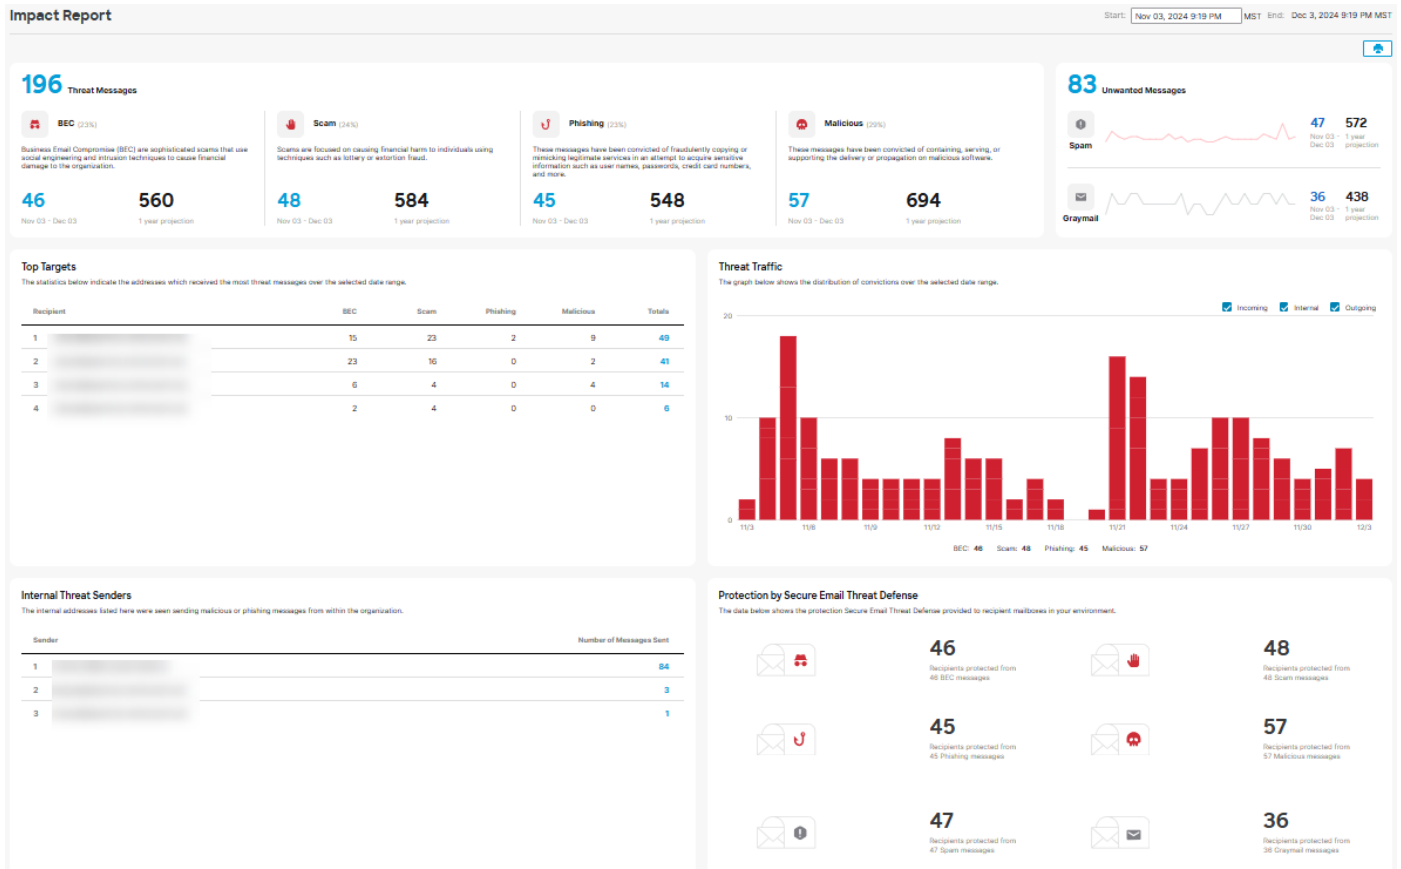 Impact Report
Start: Nov 03, 2024 9:19 PM MST End: Dec 3, 2024 9:19 PM MST
196 Threat Messages
BEC (23%)
Business Email Compromise (BEC) are sophisticated scams that use
social engineering and intrusion techniques to cause financial
damage to the organization.
46 560
Nov 03 - Dec 03 1 year projection
Scam (24%)
Scams are focused on causing financial harm to individuals using
techniques such as lottery or extortion fraud.
48 584
Nov 03 - Dec 03 1 year projection
Phishing (23%)
These messages have been convicted of fraudulently copying or
mimicking legitimate services in an attempt to acquire sensitive
information such as user names, passwords, credit card numbers,
and more.
45 548
Nov 03 - Dec 03 1 year projection
Malicious (29%)
These messages have been convicted of containing, serving, or
supporting the delivery or propagation on malicious software.
57 694
Nov 03 - Dec 03 1 year projection
83 Unwanted Messages
Spam
47 572
Nov 03 - 1 year
Dec 03 projection
Graymail
36 438
Nov 03 - 1 year
Dec 03 projection
Top Targets
The statistics below indicate the addresses which received the most threat messages over the selected date range.
Recipient BEC Scam Phishing Malicious Totals
1 15 23 2 9 49
2 23 16 0 2 41
3 6 4 0 4 14
4 2 4 0 0 6
Threat Traffic
The graph below shows the distribution of convictions over the selected date range.
Incoming Internal Outgoing
20
10
0
11/3 11/6 11/9 11/12 11/15 11/18 11/21 11/24 11/27 11/30 12/3
BEC: 46 Scam: 48 Phishing: 45 Malicious: 57
Internal Threat Senders
The internal addresses listed here were seen sending malicious or phishing messages from within the organization.
Sender Number of Messages Sent
1 84
2 3
3 1
Protection by Secure Email Threat Defense
The data below shows the protection Secure Email Threat Defense provided to recipient mailboxes in your environment.
46
Recipients protected from
46 BEC messages
48
Recipients protected from
48 Scam messages
45
Recipients protected from
45 Phishing messages
57
Recipients protected from
57 Malicious messages
47
Recipients protected from
47 Spam messages
36
Recipients protected from
36 Graymail messages